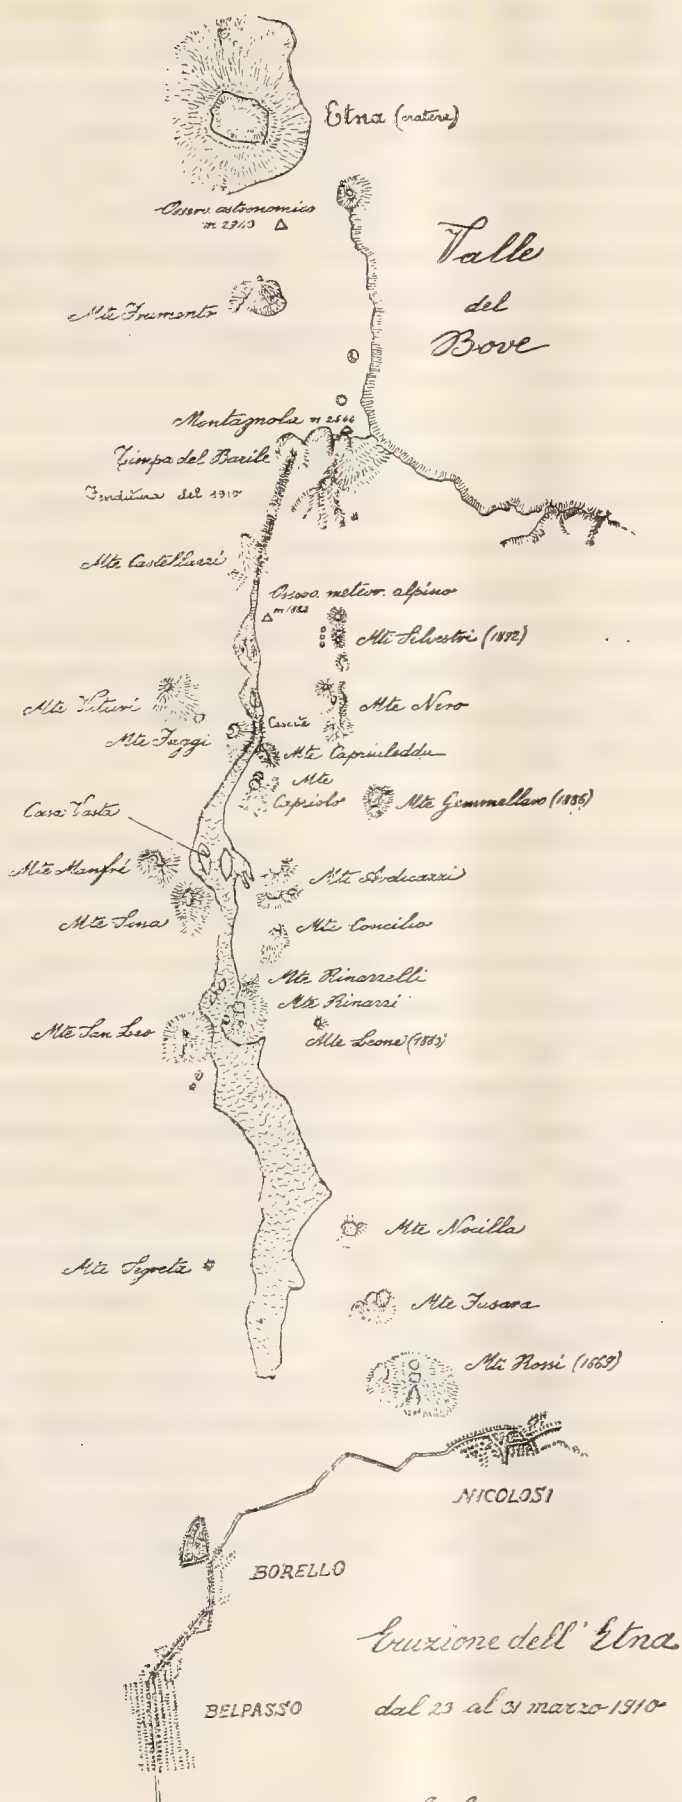 Etna (cratere)
Osserv. astronomico
m 2943 △
Valle
del
Bove
Mte Frumento
Montagnola m 2644
Timpa del Barile
Fenditura del 1910
Mte Castellazzi
Osserv. meteor. alpino
Mti Silvestri (1892)
Mte Vituri
Mte Nero
Mte Faggi
Cascate
Mte Capriuleddu
Mte
Capriolo
Mte Gemmellaro (1886)
Casa Vasta
Mte Manfré
Mte Ardicazzi
Mte Sona
Mte Concilio
Mte Rinazzelli
Mte Rinazzi
Mte San Leo
Mte Leone (1883)
Mte Nocilla
Mte Segreta
Mte Fusara
Mti Rossi (1669)
NICOLOSI
BORELLO
Eruzione dell' Etna
BELPASSO
dal 23 al 31 marzo 1910